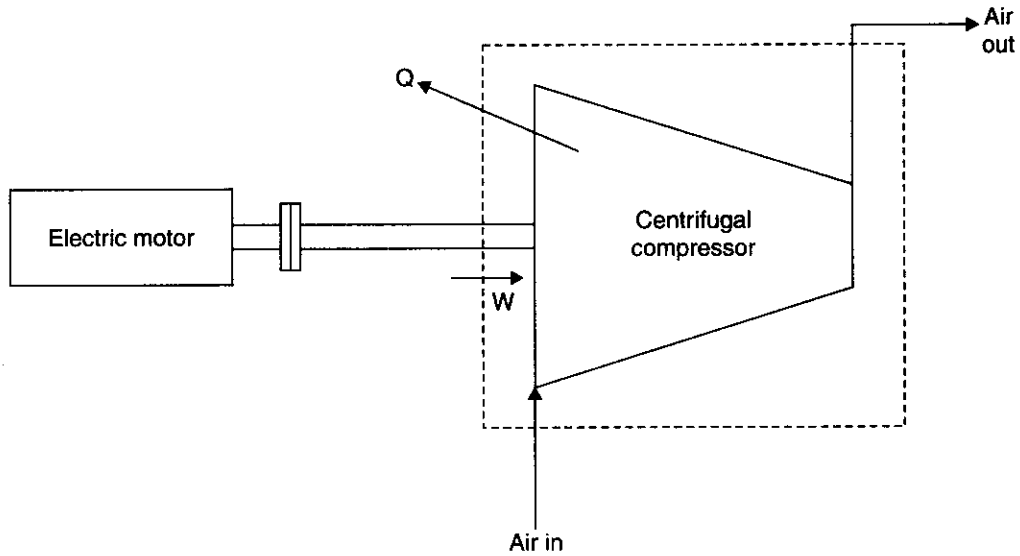 Air
out
Q
Electric motor
Centrifugal
compressor
W
Air in